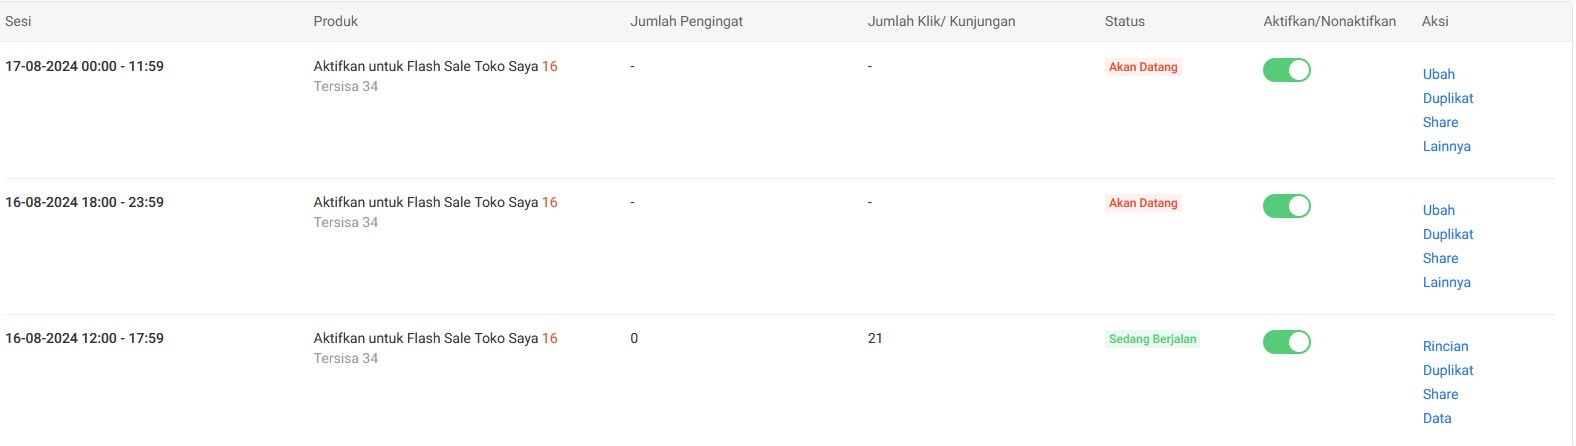 Sesi Produk Jumlah Pengingat Jumlah Klik/ Kunjungan Status Aktifkan/Nonaktifkan Aksi
17-08-2024 00:00 - 11:59 Aktifkan untuk Flash Sale Toko Saya 16 - - Akan Datang
Tersisa 34
Ubah
Duplikat
Share
Lainnya
16-08-2024 18:00 - 23:59 Aktifkan untuk Flash Sale Toko Saya 16 - - Akan Datang
Tersisa 34
Ubah
Duplikat
Share
Lainnya
16-08-2024 12:00 - 17:59 Aktifkan untuk Flash Sale Toko Saya 16 0 21 Sedang Berjalan
Tersisa 34
Rincian
Duplikat
Share
Data